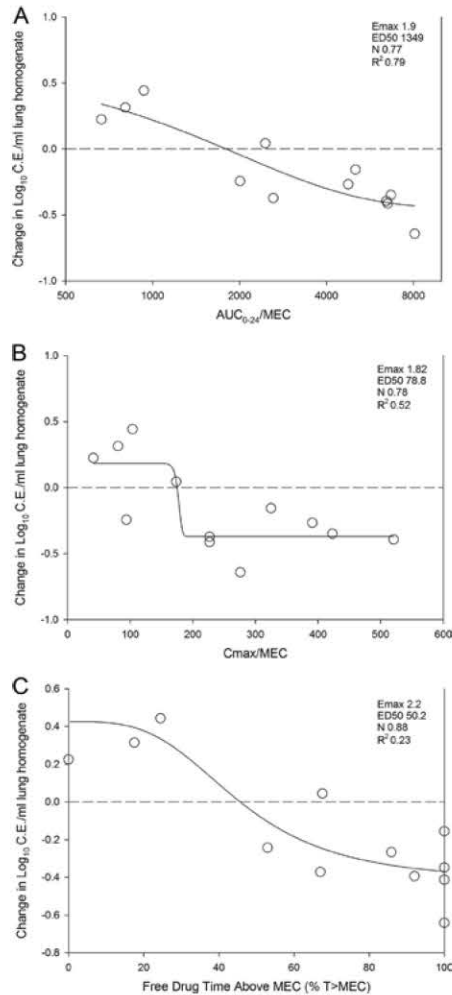 A
Change in Log10 C.E./ml lung homogenate
1.0
0.5
0.0
-0.5
-1.0
Emax 1.9
ED50 1349
N 0.77
R2 0.79
500 1000 2000 4000 8000
AUC0-24/MEC
B
Change in Log10 C.E./ml lung homogenate
1.0
0.5
0.0
-0.5
-1.0
Emax 1.82
ED50 78.8
N 0.78
R2 0.52
0 100 200 300 400 500 600
Cmax/MEC
C
Change in Log10 C.E./ml lung homogenate
0.6
0.4
0.2
0.0
-0.2
-0.4
-0.6
-0.8
Emax 2.2
ED50 50.2
N 0.88
R2 0.23
0 20 40 60 80 100
Free Drug Time Above MEC (% T>MEC)